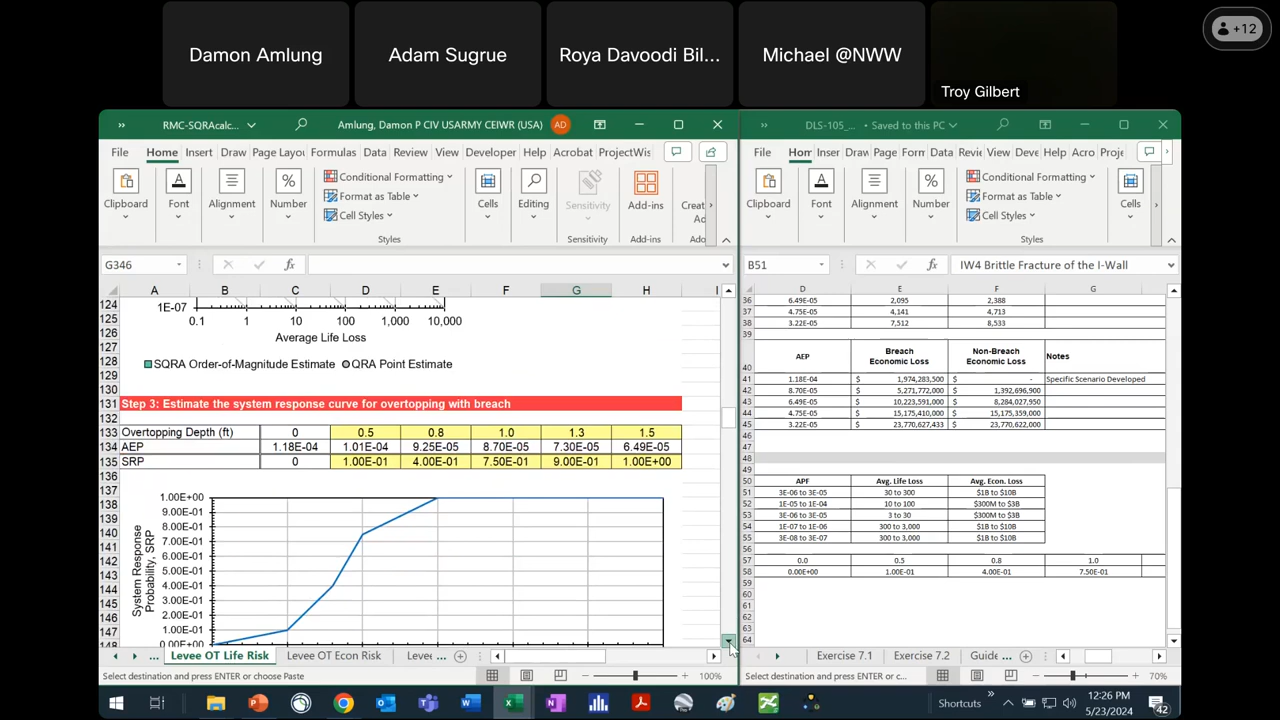 Damon Amlung
Adam Sugrue
Roya Davoodi Bil...
Michael @NWW
Troy Gilbert
+12
» RMC-SQRAcalc... Amlung, Damon P CIV USARMY CEIWR (USA) AD
File Home Insert Draw Page Layou Formulas Data Review View Developer Help Acrobat ProjectWis
Clipboard Font Alignment Number
Conditional Formatting
Format as Table
Cell Styles
Styles
Cells Editing Sensitivity Add-ins Creat Ado
Sensitivity Add-ins
G346 fx
A B C D E F G H I
124 1E-07
125 0.1 1 10 100 1,000 10,000
126 Average Life Loss
127
128 SQRA Order-of-Magnitude Estimate QRA Point Estimate
129
130
131 Step 3: Estimate the system response curve for overtopping with breach
132
133 Overtopping Depth (ft) 0 0.5 0.8 1.0 1.3 1.5
134 AEP 1.18E-04 1.01E-04 9.25E-05 8.70E-05 7.30E-05 6.49E-05
135 SRP 0 1.00E-01 4.00E-01 7.50E-01 9.00E-01 1.00E+00
136
137 1.00E+00
138 9.00E-01
139 8.00E-01
140 7.00E-01
141 6.00E-01
142 5.00E-01
143 4.00E-01
144 3.00E-01
145 2.00E-01
146 1.00E-01
147 0.00E+00
148
System Response Probability, SRP
... Levee OT Life Risk Levee OT Econ Risk Levee ...
Select destination and press ENTER or choose Paste 100%
» DLS-105_... • Saved to this PC
File Hom Inser Draw Page Form Data Revie View Deve Help Acro Proje
Clipboard Font Alignment Number
Conditional Formatting
Format as Table
Cell Styles
Styles
Cells
B51 fx IW4 Brittle Fracture of the I-Wall
D E F G
36 6.49E-05 2,095 2,388
37 4.75E-05 4,141 4,713
38 3.22E-05 7,512 8,533
39
40 AEP Breach Economic Loss Non-Breach Economic Loss Notes
41 1.18E-04 $ 1,974,283,500 $ - Specific Scenario Developed
42 8.70E-05 $ 5,271,772,000 $ 1,392,696,900
43 6.49E-05 $ 10,223,591,000 $ 8,284,027,950
44 4.75E-05 $ 15,175,410,000 $ 15,175,359,000
45 3.22E-05 $ 23,770,627,433 $ 23,770,622,000
46
47
48
49
50 APF Avg. Life Loss Avg. Econ. Loss
51 3E-06 to 3E-05 30 to 300 $1B to $10B
52 1E-05 to 1E-04 10 to 100 $300M to $3B
53 3E-06 to 3E-05 3 to 30 $300M to $3B
54 1E-07 to 1E-06 300 to 3,000 $1B to $10B
55 3E-08 to 3E-07 300 to 3,000 $1B to $10B
56
57 0.0 0.5 0.8 1.0
58 0.00E+00 1.00E-01 4.00E-01 7.50E-01
59
60
61
62
63
64
Exercise 7.1 Exercise 7.2 Guide ...
Select destination and press ENTER or c... 70%
Shortcuts » 12:26 PM
5/23/2024 42